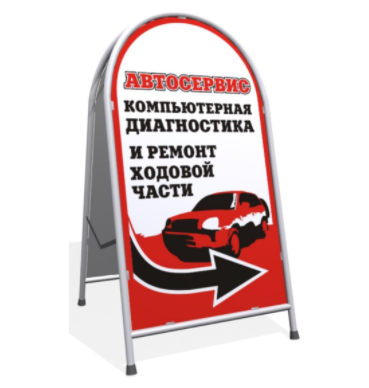 АВТОСЕРВИС
КОМПЬЮТЕРНАЯ
ДИАГНОСТИКА
И РЕМОНТ
ХОДОВОЙ
ЧАСТИ